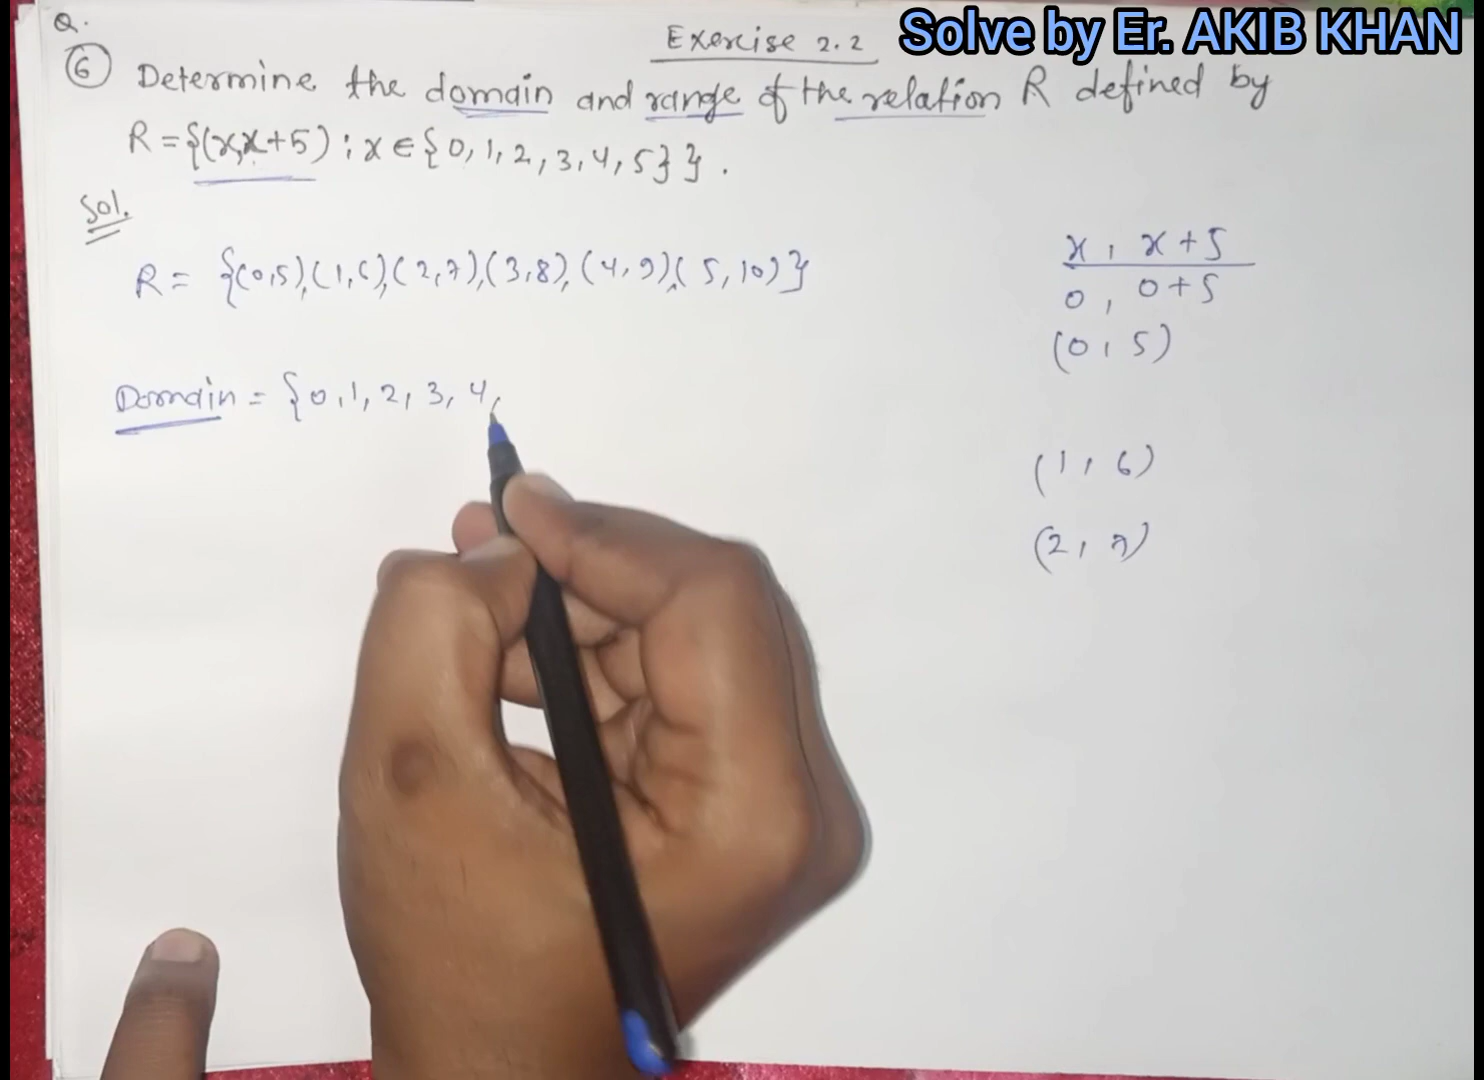 Q.
Exercise 2.2
Solve by Er. AKIB KHAN
6 Determine the domain and range of the relation R defined by
R = {(x,x+5) : x ∈ {0, 1, 2, 3, 4, 5} } .
Sol.
R = {(0,5),(1,6),(2,7),(3,8),(4,9),(5,10)}
x, x+5
0, 0+5
(0, 5)
Domain = {0, 1, 2, 3, 4,
(1, 6)
(2, 7)